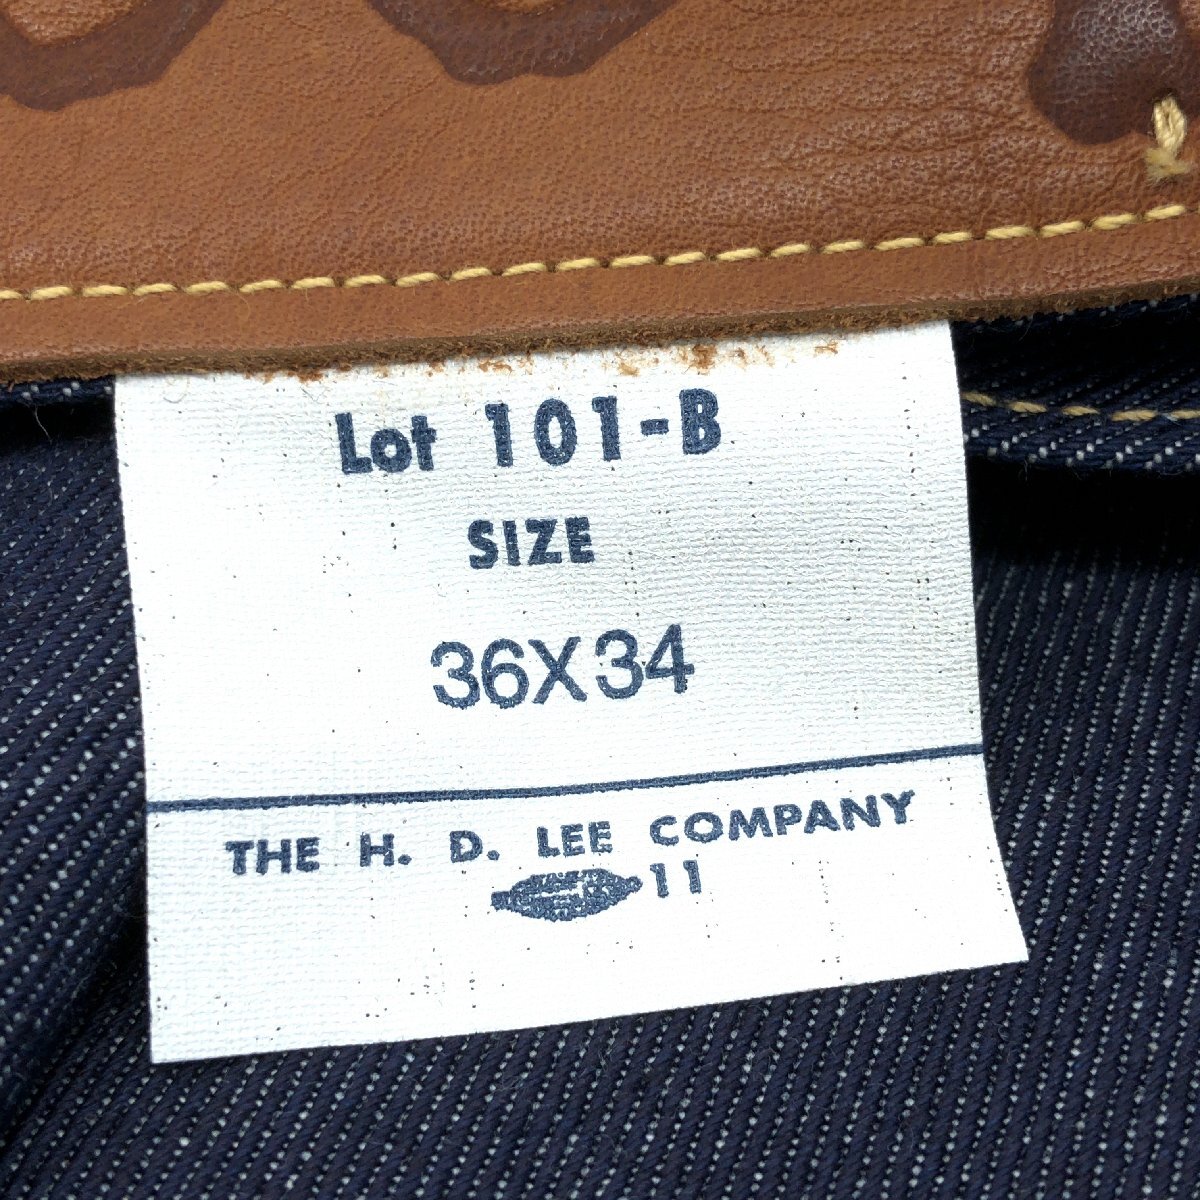 Lot 101-B
SIZE
36X34
THE H. D. LEE COMPANY
11